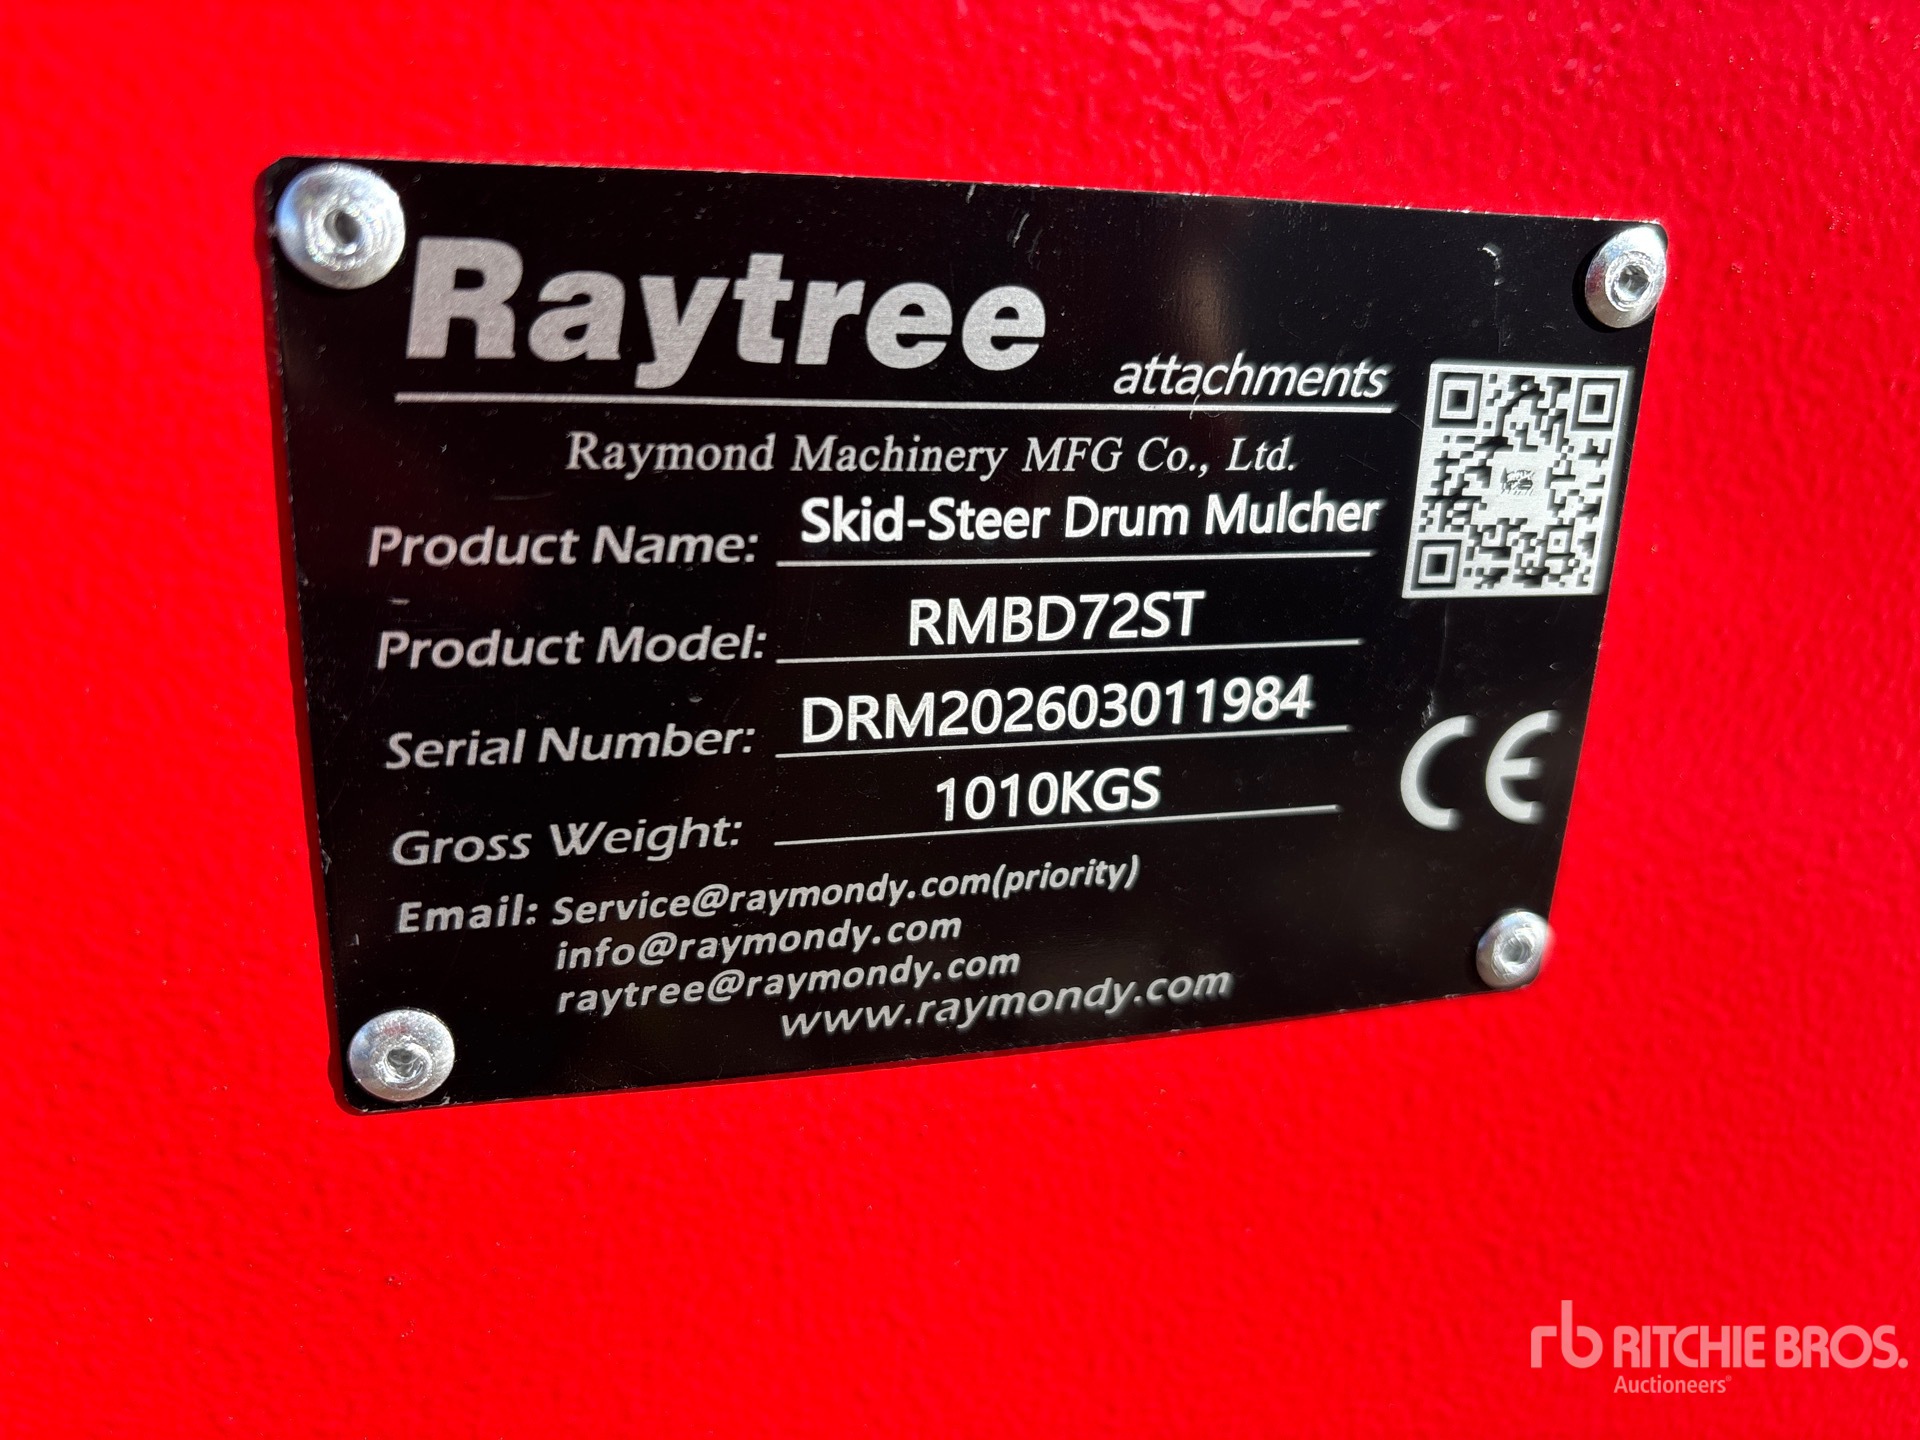 Raytree
attachments
Raymond Machinery MFG Co., Ltd.
Product Name: Skid-Steer Drum Mulcher
Product Model: RMBD72ST
Serial Number: DRM202603011984
Gross Weight: 1010KGS
Email: Service@raymondy.com(priority)
info@raymondy.com
raytree@raymondy.com
www.raymondy.com
CE
rb RITCHIE BROS.
Auctioneers®